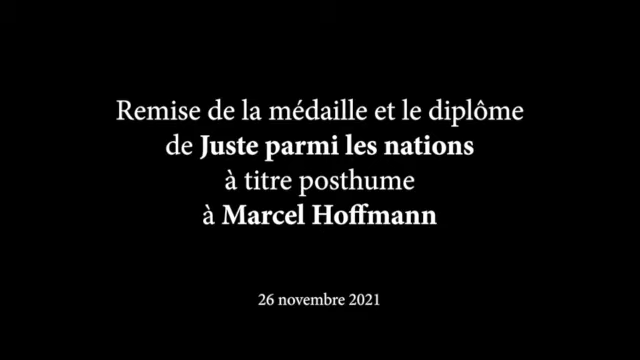 Remise de la médaille et le diplôme
de Juste parmi les nations
à titre posthume
à Marcel Hoffmann
26 novembre 2021